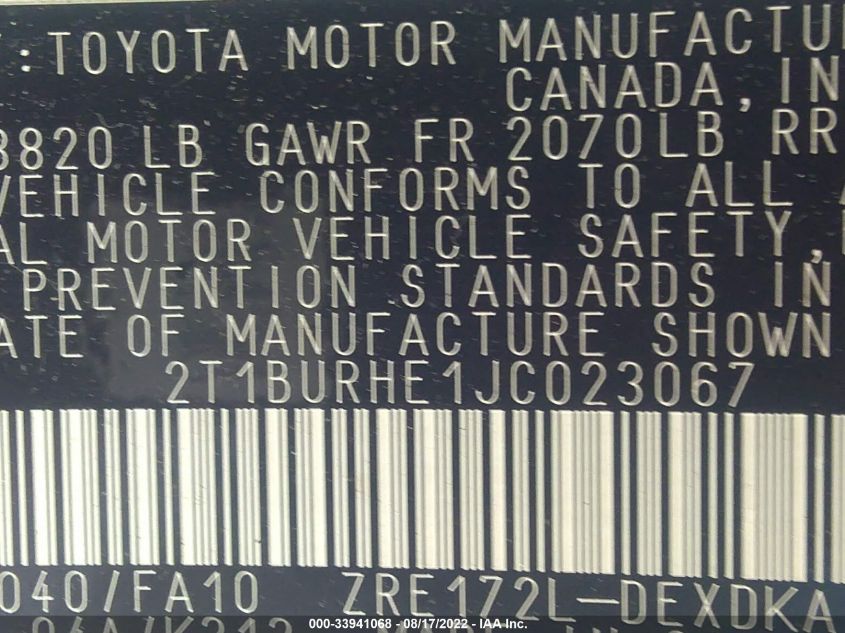 :TOYOTA MOTOR MANUFACTU
CANADA, IN
3820 LB GAWR FR 2070LB RR
VEHICLE CONFORMS TO ALL A
AL MOTOR VEHICLE SAFETY,
PREVENTION STANDARDS IN
ATE OF MANUFACTURE SHOWN
2T1BURHE1JC023067
040/FA10 ZRE172L-DEXDKA
000-33941068 - 08/17/2022 - IAA Inc.